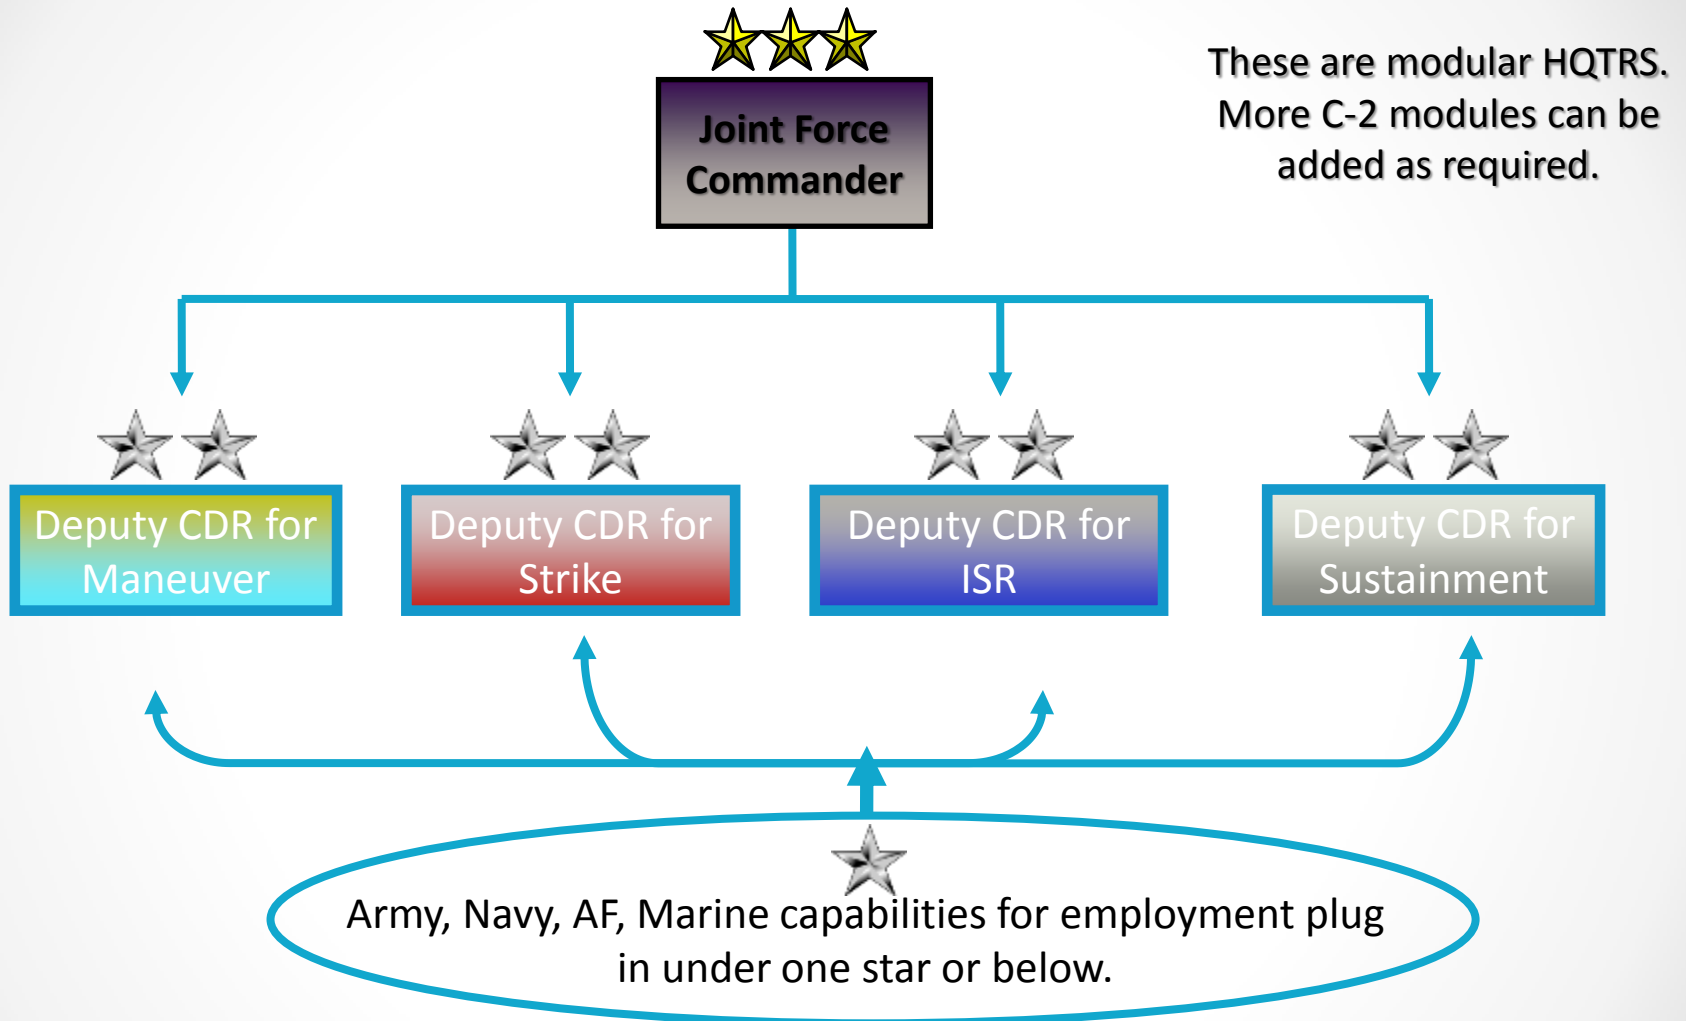 Joint Force
Commander
These are modular HQTRS.
More C-2 modules can be
added as required.
Deputy CDR for
Maneuver
Deputy CDR for
Strike
Deputy CDR for
ISR
Deputy CDR for
Sustainment
Army, Navy, AF, Marine capabilities for employment plug
in under one star or below.